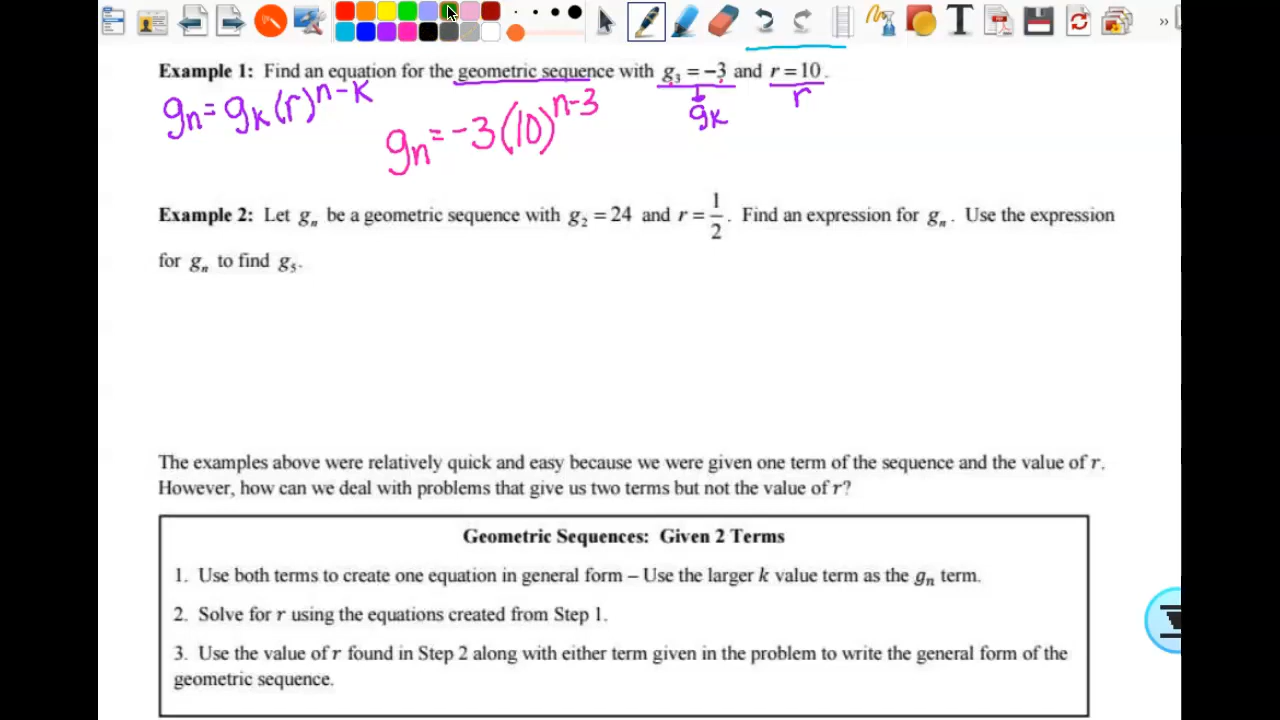 Example 1: Find an equation for the geometric sequence with g₃ = −3 and r = 10.
gn = gk(r)^n−k
gk
r
gn = −3(10)^n−3
Example 2: Let gₙ be a geometric sequence with g₂ = 24 and r = 1/2. Find an expression for gₙ. Use the expression
for gₙ to find g₅.
The examples above were relatively quick and easy because we were given one term of the sequence and the value of r.
However, how can we deal with problems that give us two terms but not the value of r?
Geometric Sequences: Given 2 Terms
1. Use both terms to create one equation in general form – Use the larger k value term as the gₙ term.
2. Solve for r using the equations created from Step 1.
3. Use the value of r found in Step 2 along with either term given in the problem to write the general form of the
geometric sequence.